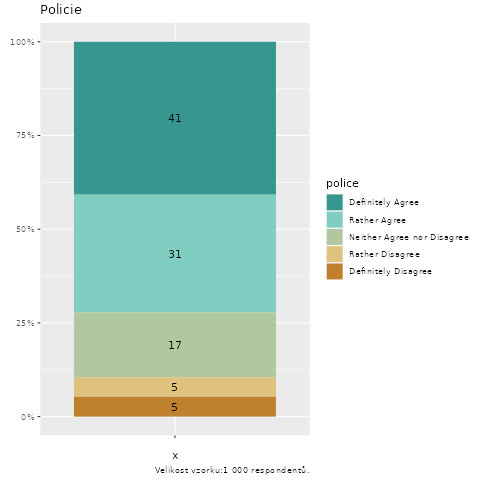 Policie
100%
75%
50%
25%
0%
41
31
17
5
5
x
police
Definitely Agree
Rather Agree
Neither Agree nor Disagree
Rather Disagree
Definitely Disagree
Velikost vzorku:1 000 respondentů.